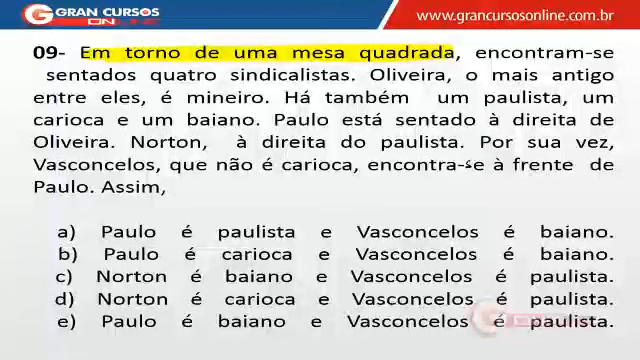 GRAN CURSOS
ONLINE
www.grancursosonline.com.br
09- Em torno de uma mesa quadrada, encontram-se
sentados quatro sindicalistas. Oliveira, o mais antigo
entre eles, é mineiro. Há também um paulista, um
carioca e um baiano. Paulo está sentado à direita de
Oliveira. Norton, à direita do paulista. Por sua vez,
Vasconcelos, que não é carioca, encontra-se à frente de
Paulo. Assim,
a) Paulo é paulista e Vasconcelos é baiano.
b) Paulo é carioca e Vasconcelos é baiano.
c) Norton é baiano e Vasconcelos é paulista.
d) Norton é carioca e Vasconcelos é paulista.
e) Paulo é baiano e Vasconcelos é paulista.